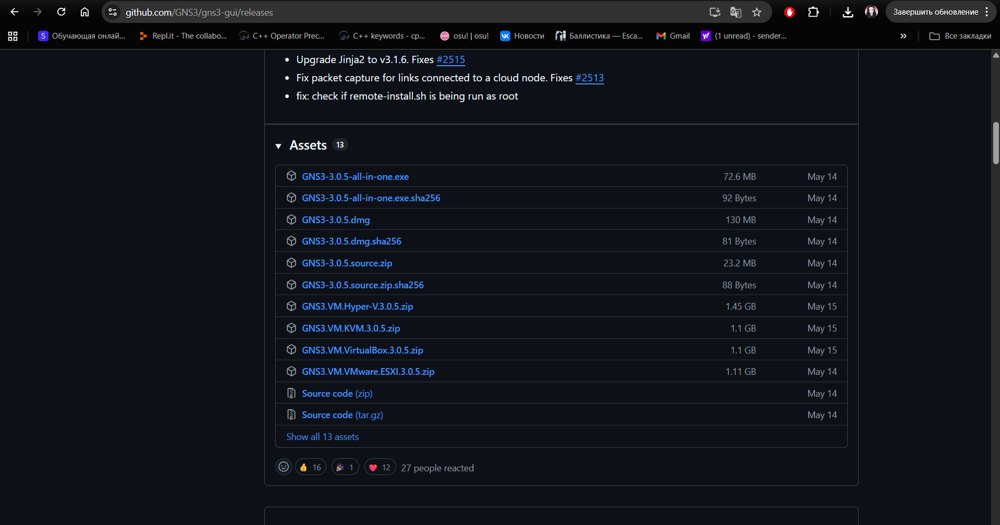 github.com/GNS3/gns3-gui/releases
Завершить обновление
S Обучающая онлай...
Repl.it - The collabo...
C++ Operator Prec...
C++ keywords - cp...
osu! | osu!
Новости
Баллистика — Esca...
Gmail
(1 unread) - sender...
»
Все закладки
• Upgrade Jinja2 to v3.1.6. Fixes #2515
• Fix packet capture for links connected to a cloud node. Fixes #2513
• fix: check if remote-install.sh is being run as root
Assets 13
GNS3-3.0.5-all-in-one.exe 72.6 MB May 14
GNS3-3.0.5-all-in-one.exe.sha256 92 Bytes May 14
GNS3-3.0.5.dmg 130 MB May 14
GNS3-3.0.5.dmg.sha256 81 Bytes May 14
GNS3-3.0.5.source.zip 23.2 MB May 14
GNS3-3.0.5.source.zip.sha256 88 Bytes May 14
GNS3.VM.Hyper-V.3.0.5.zip 1.45 GB May 15
GNS3.VM.KVM.3.0.5.zip 1.1 GB May 15
GNS3.VM.VirtualBox.3.0.5.zip 1.1 GB May 15
GNS3.VM.VMware.ESXI.3.0.5.zip 1.11 GB May 14
Source code (zip) May 14
Source code (tar.gz) May 14
Show all 13 assets
16 1 12 27 people reacted